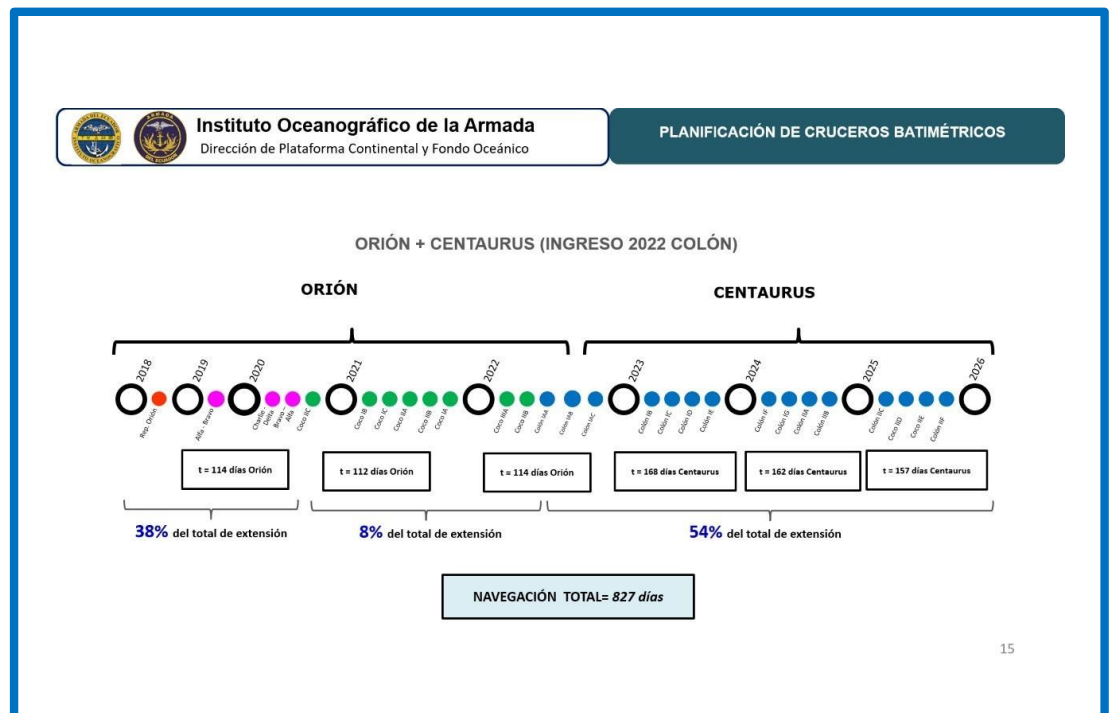 Instituto Oceanográfico de la Armada
Dirección de Plataforma Continental y Fondo Oceánico
PLANIFICACIÓN DE CRUCEROS BATIMÉTRICOS
ORIÓN + CENTAURUS (INGRESO 2022 COLÓN)
ORIÓN
CENTAURUS
2018
Rep. Orión
2019
Alfa - Bravo
2020
Charlie - Delta
Bravo - Alfa
Coco IIC
2021
Coco IB
Coco IC
Coco IIA
Coco IIB
Coco IA
2022
Coco IIIA
Coco IIIB
Colón IAA
Colón IAB
Colón IAC
2023
Colón IB
Colón IC
Colón ID
Colón IE
2024
Colón IF
Colón IG
Colón IIA
Colón IIB
2025
Colón IIC
Coco IID
Coco IIE
Colón IIF
2026
t = 114 días Orión
t = 112 días Orión
t = 114 días Orión
t = 168 días Centaurus
t = 162 días Centaurus
t = 157 días Centaurus
38% del total de extensión
8% del total de extensión
54% del total de extensión
NAVEGACIÓN TOTAL= 827 días
15